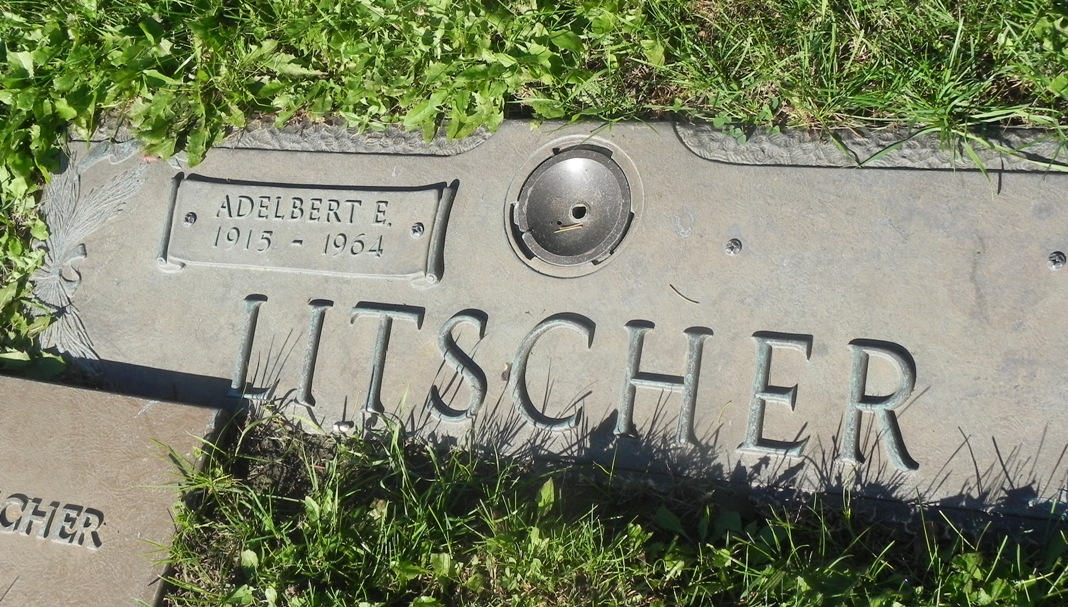 ADELBERT E.
1915 - 1964
LITSCHER
CHER